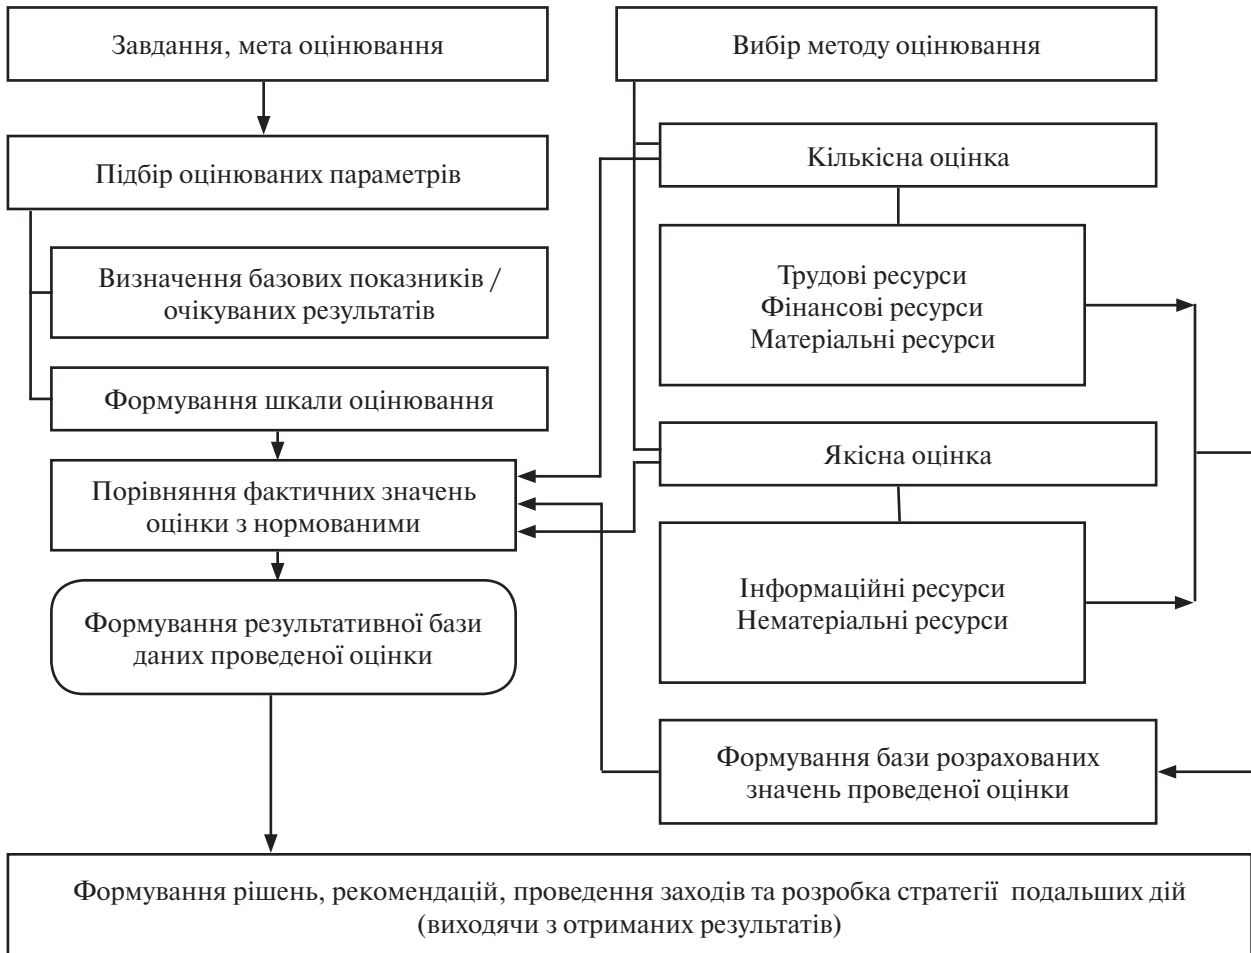 Завдання, мета оцінювання
Підбір оцінюваних параметрів
Визначення базових показників /
очікуваних результатів
Формування шкали оцінювання
Порівняння фактичних значень
оцінки з нормованими
Формування результативної бази
даних проведеної оцінки
Вибір методу оцінювання
Кількісна оцінка
Трудові ресурси
Фінансові ресурси
Матеріальні ресурси
Якісна оцінка
Інформаційні ресурси
Нематеріальні ресурси
Формування бази розрахованих
значень проведеної оцінки
Формування рішень, рекомендацій, проведення заходів та розробка стратегії подальших дій
(виходячи з отриманих результатів)